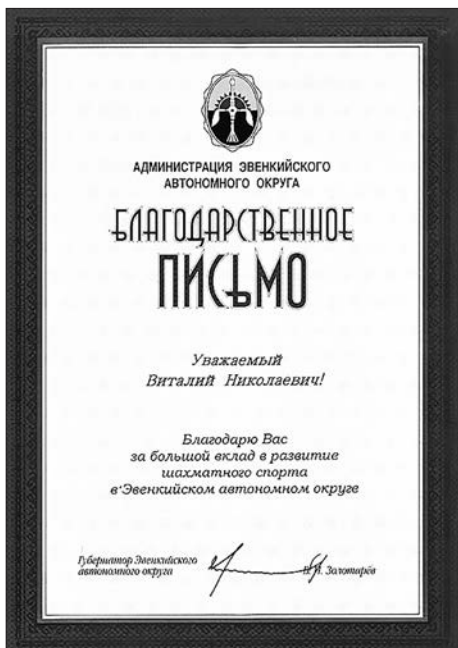 АДМИНИСТРАЦИЯ ЭВЕНКИЙСКОГО
АВТОНОМНОГО ОКРУГА
БЛАГОДАРСТВЕННОЕ
ПИСЬМО
Уважаемый
Виталий Николаевич!
Благодарю Вас
за большой вклад в развитие
шахматного спорта
в Эвенкийском автономном округе
Губернатор Эвенкийского
автономного округа
Золотарёв